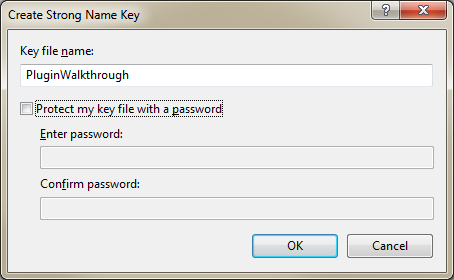 Create Strong Name Key
?
Key file name:
PluginWalkthrough
Protect my key file with a password
Enter password:
Confirm password:
OK Cancel